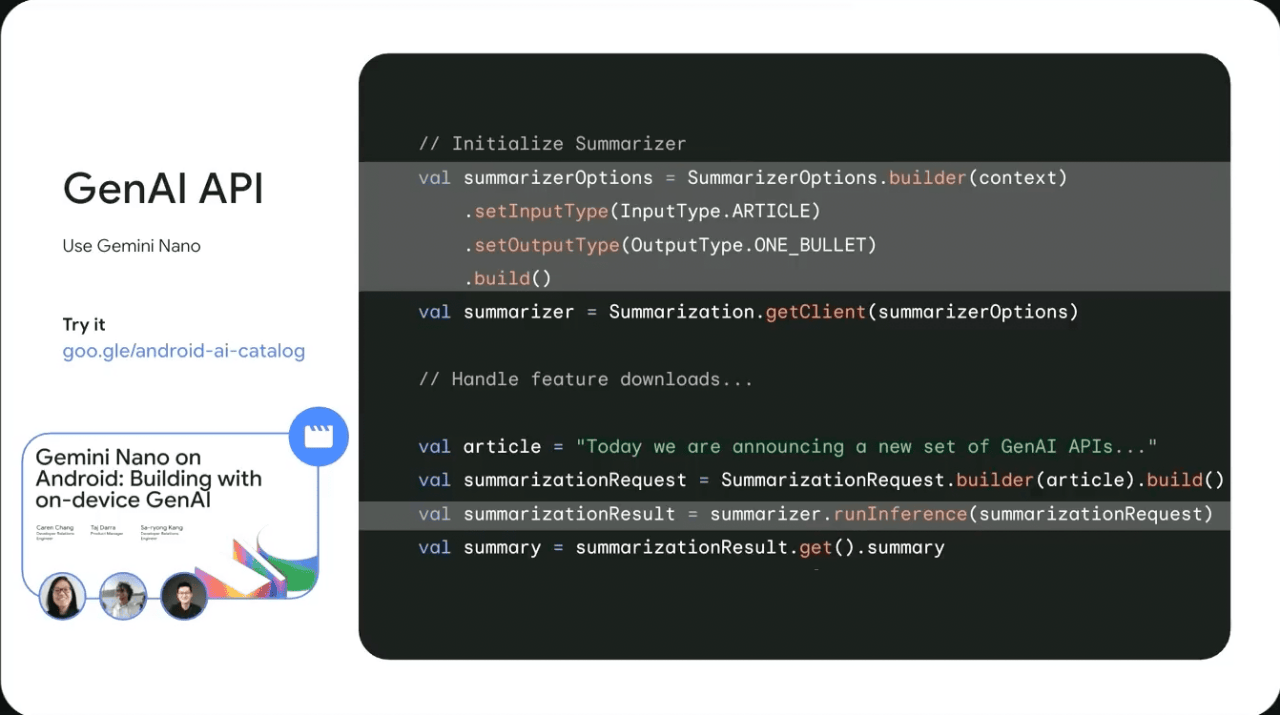 GenAI API
Use Gemini Nano
Try it
goo.gle/android-ai-catalog
Gemini Nano on
Android: Building with
on-device GenAI
Caren Chang
Developer Relations
Engineer
Taj Darra
Product Manager
Sa-ryong Kang
Developer Relations
Engineer
// Initialize Summarizer
val summarizerOptions = SummarizerOptions.builder(context)
    .setInputType(InputType.ARTICLE)
    .setOutputType(OutputType.ONE_BULLET)
    .build()
val summarizer = Summarization.getClient(summarizerOptions)
// Handle feature downloads...
val article = "Today we are announcing a new set of GenAI APIs..."
val summarizationRequest = SummarizationRequest.builder(article).build()
val summarizationResult = summarizer.runInference(summarizationRequest)
val summary = summarizationResult.get().summary